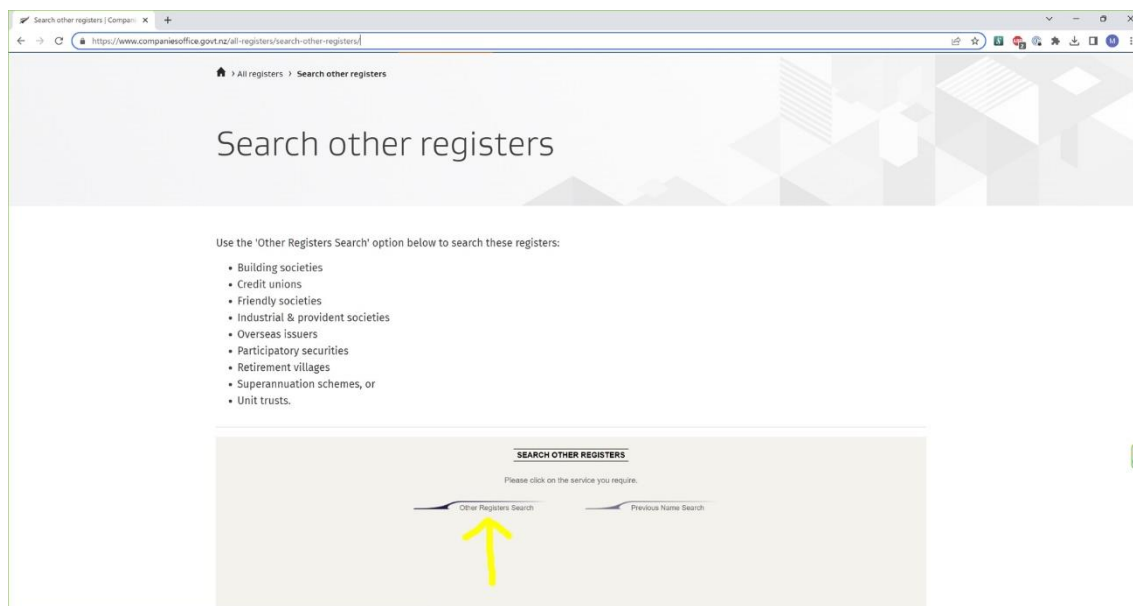 Search other registers | Compani
https://www.companiesoffice.govt.nz/all-registers/search-other-registers/
All registers > Search other registers
Search other registers
Use the 'Other Registers Search' option below to search these registers:
• Building societies
• Credit unions
• Friendly societies
• Industrial & provident societies
• Overseas issuers
• Participatory securities
• Retirement villages
• Superannuation schemes, or
• Unit trusts.
SEARCH OTHER REGISTERS
Please click on the service you require.
Other Registers Search Previous Name Search